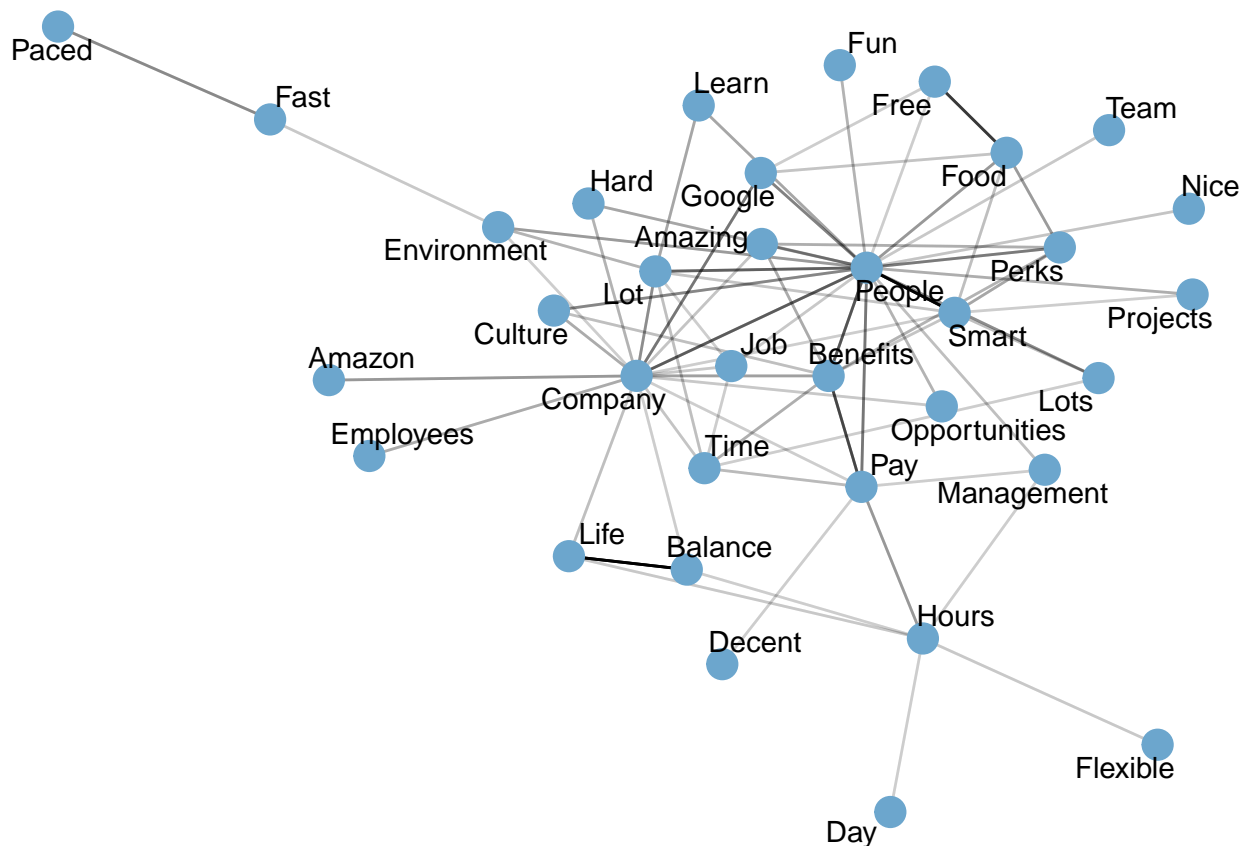 Paced
Fast
Learn
Fun
Free
Team
Hard
Google
Food
Nice
Environment
Amazing
Perks
Lot
People
Culture
Smart
Projects
Amazon
Job
Benefits
Company
Lots
Employees
Opportunities
Time
Pay
Management
Life
Balance
Hours
Decent
Flexible
Day